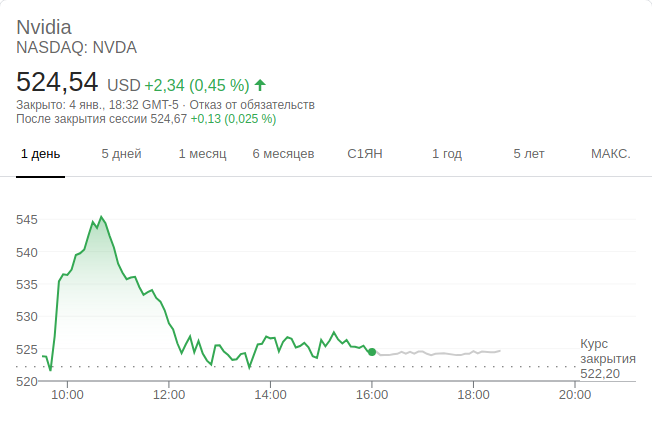 Nvidia
NASDAQ: NVDA
524,54 USD +2,34 (0,45 %)
Закрыто: 4 янв., 18:32 GMT-5 · Отказ от обязательств
После закрытия сессии 524,67 +0,13 (0,025 %)
1 день 5 дней 1 месяц 6 месяцев С1ЯН 1 год 5 лет МАКС.
545
540
535
530
525
520
Курс
закрытия
522,20
10:00 12:00 14:00 16:00 18:00 20:00